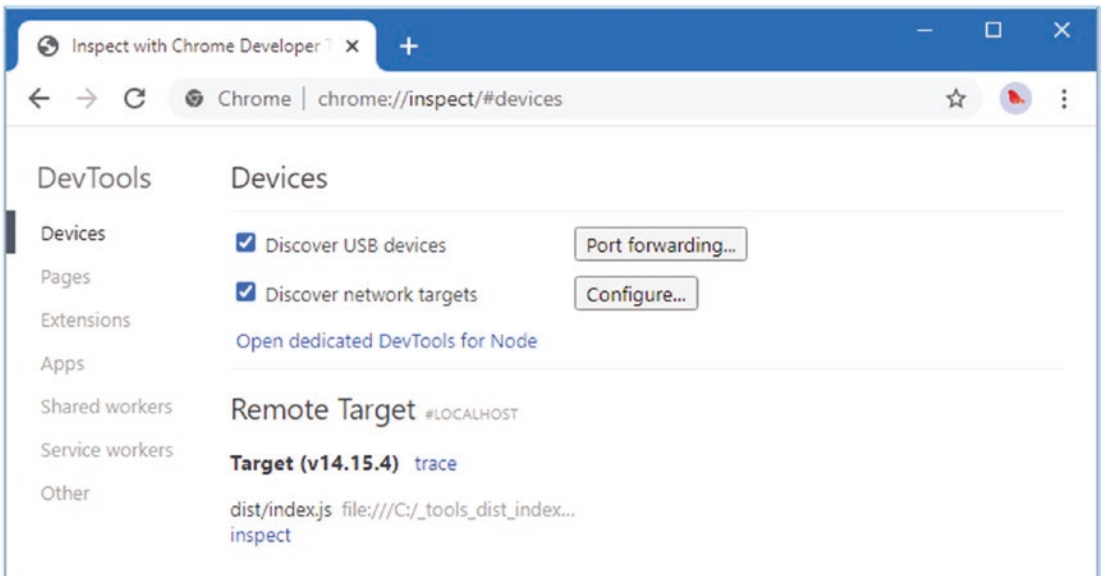 Inspect with Chrome Developer T
Chrome | chrome://inspect/#devices
DevTools
Devices
Pages
Extensions
Apps
Shared workers
Service workers
Other
Devices
Discover USB devices Port forwarding...
Discover network targets Configure...
Open dedicated DevTools for Node
Remote Target #LOCALHOST
Target (v14.15.4) trace
dist/index.js file:///C:/_tools_dist_index...
inspect